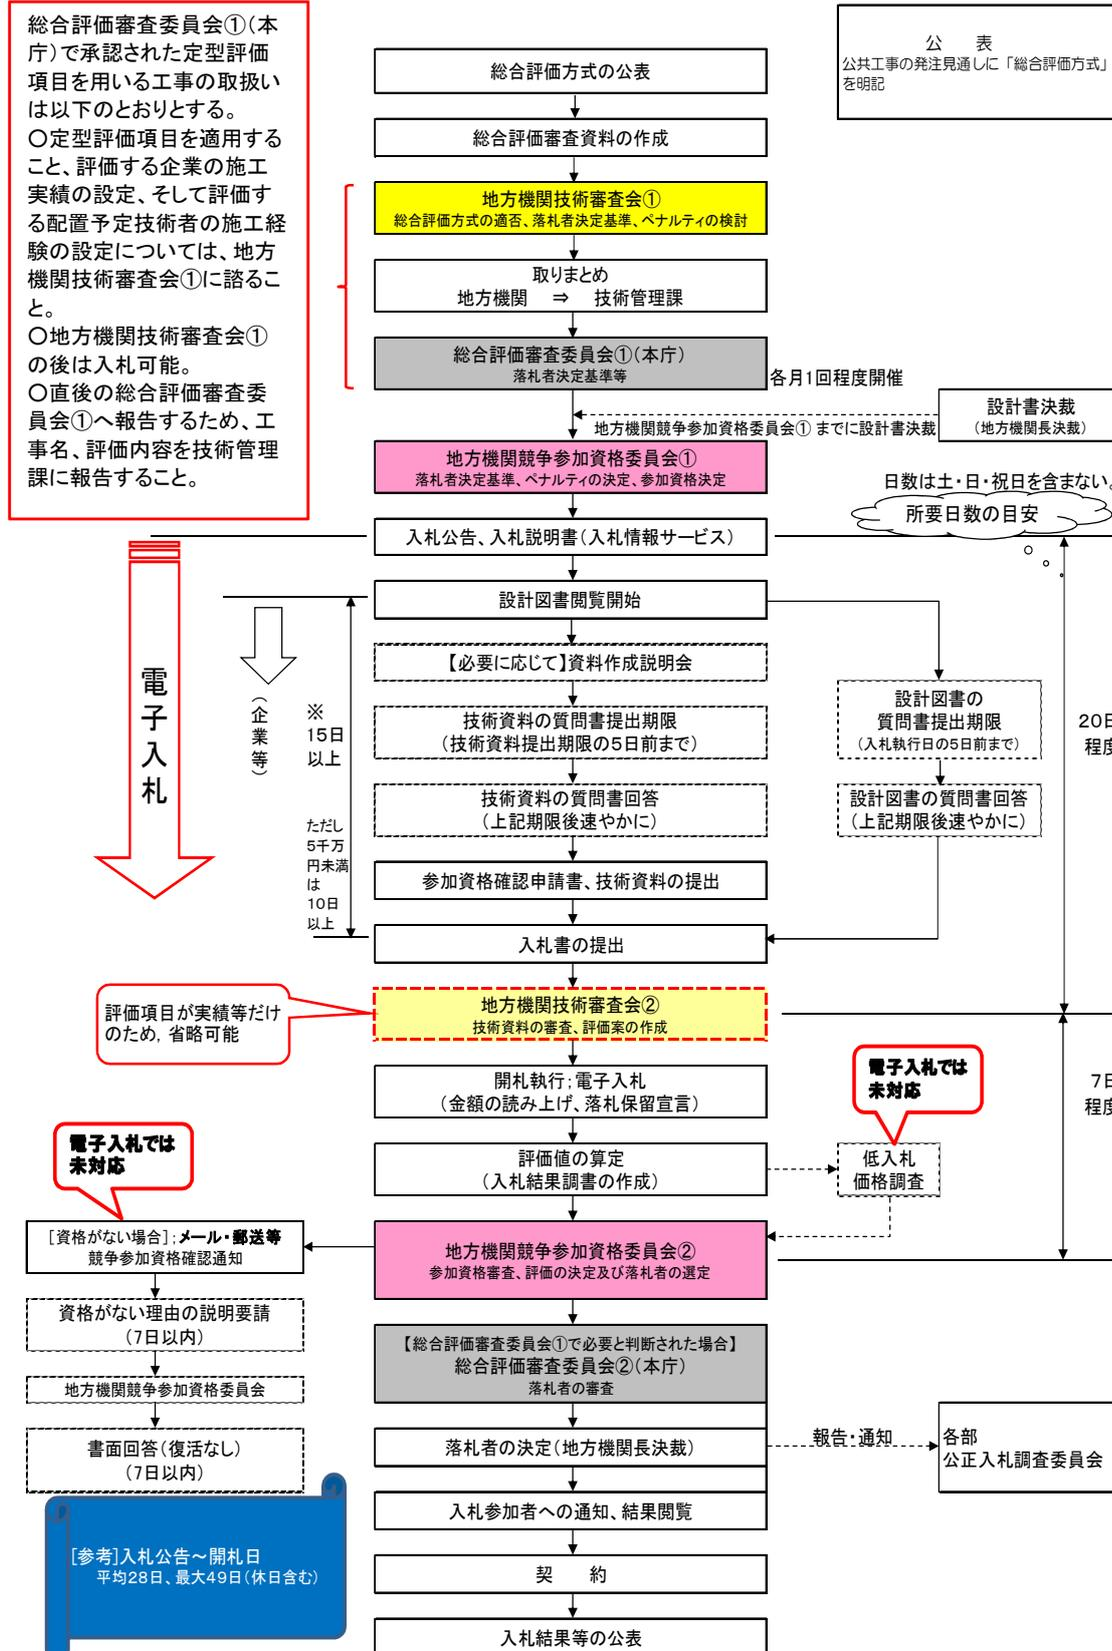 総合評価審査委員会①(本
庁)で承認された定型評価
項目を用いる工事の取扱い
は以下のとおりとする。
○定型評価項目を適用する
こと、評価する企業の施工
実績の設定、そして評価す
る配置予定技術者の施工経
験の設定については、地方
機関技術審査会①に諮るこ
と。
○地方機関技術審査会①
の後は入札可能。
○直後の総合評価審査委
員会①へ報告するため、工
事名、評価内容を技術管理
課に報告すること。
公　表
公共工事の発注見通しに「総合評価方式」
を明記
総合評価方式の公表
総合評価審査資料の作成
地方機関技術審査会①
総合評価方式の適否、落札者決定基準、ペナルティの検討
取りまとめ
地方機関　⇒　技術管理課
総合評価審査委員会①(本庁)
落札者決定基準等
各月1回程度開催
設計書決裁
(地方機関長決裁)
地方機関競争参加資格委員会① までに設計書決裁
地方機関競争参加資格委員会①
落札者決定基準、ペナルティの決定、参加資格決定
日数は土・日・祝日を含まない。
所要日数の目安
入札公告、入札説明書(入札情報サービス)
設計図書閲覧開始
電子入札
(企業等)
※
15日
以上
ただし
5千万
円未満
は
10日
以上
【必要に応じて】資料作成説明会
技術資料の質問書提出期限
(技術資料提出期限の5日前まで)
設計図書の
質問書提出期限
(入札執行日の5日前まで)
20日
程度
技術資料の質問書回答
(上記期限後速やかに)
設計図書の質問書回答
(上記期限後速やかに)
参加資格確認申請書、技術資料の提出
入札書の提出
評価項目が実績等だけ
のため, 省略可能
地方機関技術審査会②
技術資料の審査、評価案の作成
開札執行;電子入札
(金額の読み上げ、落札保留宣言)
電子入札では
未対応
7日
程度
評価値の算定
(入札結果調書の作成)
低入札
価格調査
電子入札では
未対応
[資格がない場合];メール・郵送等
競争参加資格確認通知
地方機関競争参加資格委員会②
参加資格審査、評価の決定及び落札者の選定
資格がない理由の説明要請
(7日以内)
【総合評価審査委員会①で必要と判断された場合】
総合評価審査委員会②(本庁)
落札者の審査
地方機関競争参加資格委員会
書面回答(復活なし)
(7日以内)
落札者の決定(地方機関長決裁)
報告・通知
各部
公正入札調査委員会
入札参加者への通知、結果閲覧
[参考]入札公告～開札日
平均28日、最大49日(休日含む)
契　約
入札結果等の公表